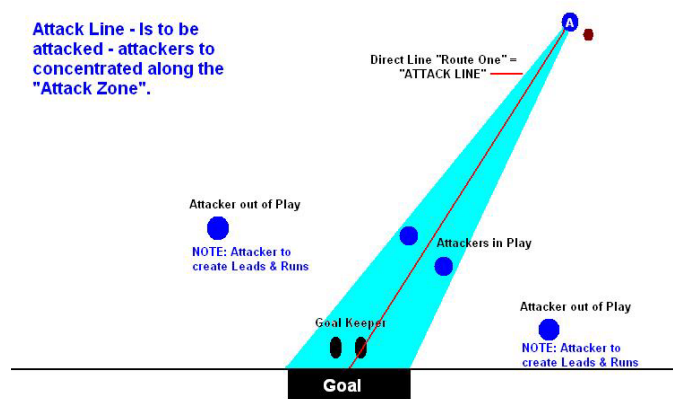 Attack Line - Is to be
attacked - attackers to
concentrated along the
"Attack Zone".
A
Direct Line "Route One" =
"ATTACK LINE"
Attacker out of Play
NOTE: Attacker to
create Leads & Runs
Attackers in Play
Goal Keeper
Attacker out of Play
NOTE: Attacker to
create Leads & Runs
Goal